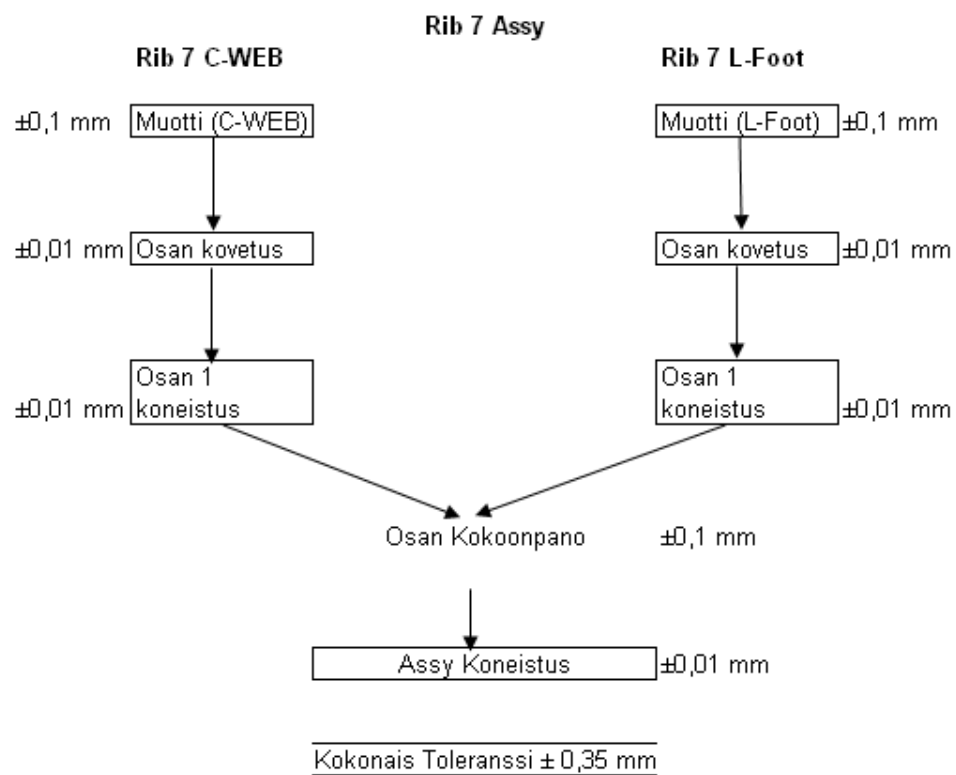 Rib 7 Assy
Rib 7 C-WEB
Rib 7 L-Foot
±0,1 mm
Muotti (C-WEB)
Muotti (L-Foot)
±0,1 mm
±0,01 mm
Osan kovetus
Osan kovetus
±0,01 mm
Osan 1
±0,01 mm
koneistus
Osan 1
koneistus
±0,01 mm
Osan Kokoonpano
±0,1 mm
Assy Koneistus
±0,01 mm
Kokonais Toleranssi ± 0,35 mm